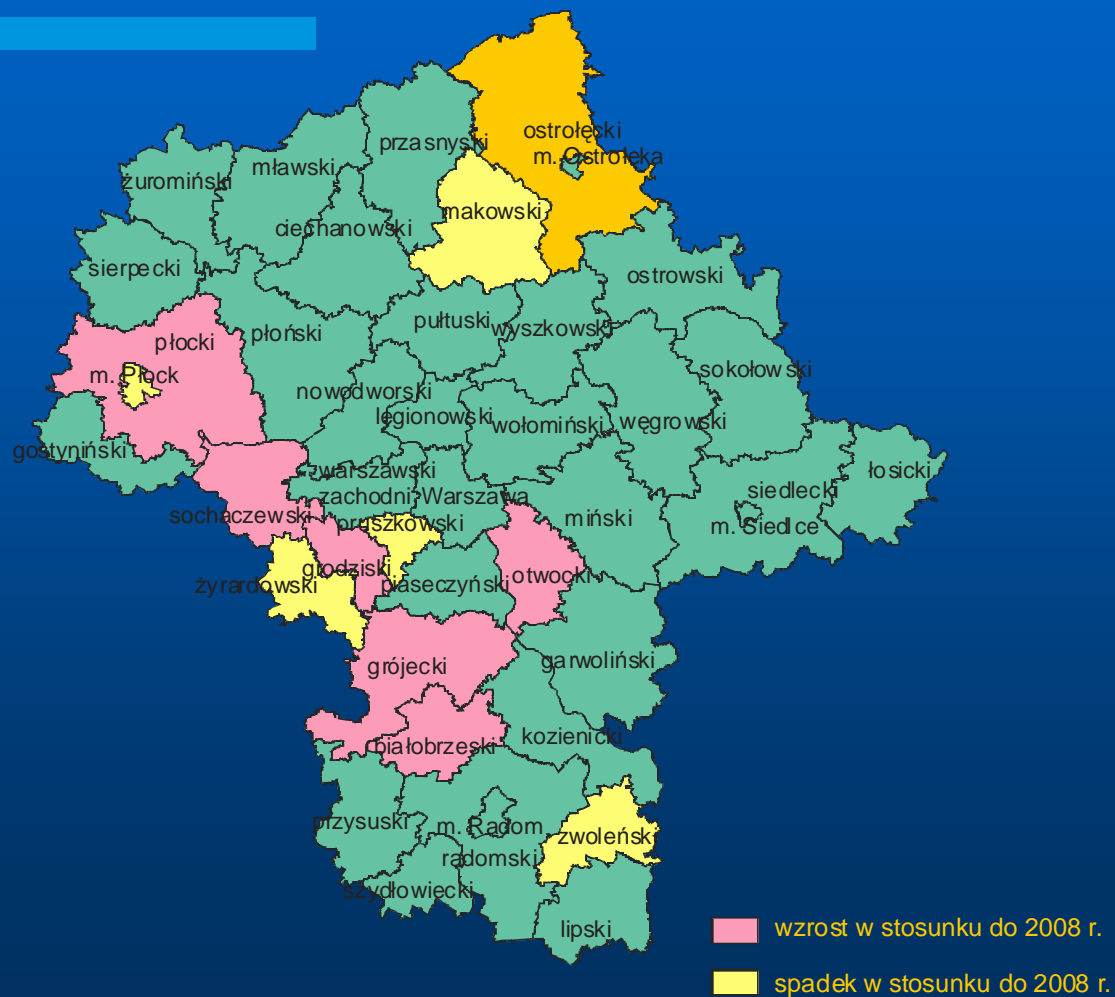 ostrołęcki
m. Ostrołęka
przasnyski
mławski
żuromiński
makowski
ciechanowski
sierpecki
ostrowski
pułtuski
wyszkowski
płocki
płoński
sokołowski
m. Płock
nowodworski
legionowski
wołomiński
węgrowski
gostyniński
warszawski
zachodni
Warszawa
siedlecki
łosicki
sochaczewski
pruszkowski
miński
m. Siedlce
grodziski
otwocki
żyrardowski
piaseczyński
grójecki
garwoliński
białobrzeski
kozienicki
przysuski
m. Radom
zwoleński
radomski
szydłowiecki
lipski
wzrost w stosunku do 2008 r.
spadek w stosunku do 2008 r.